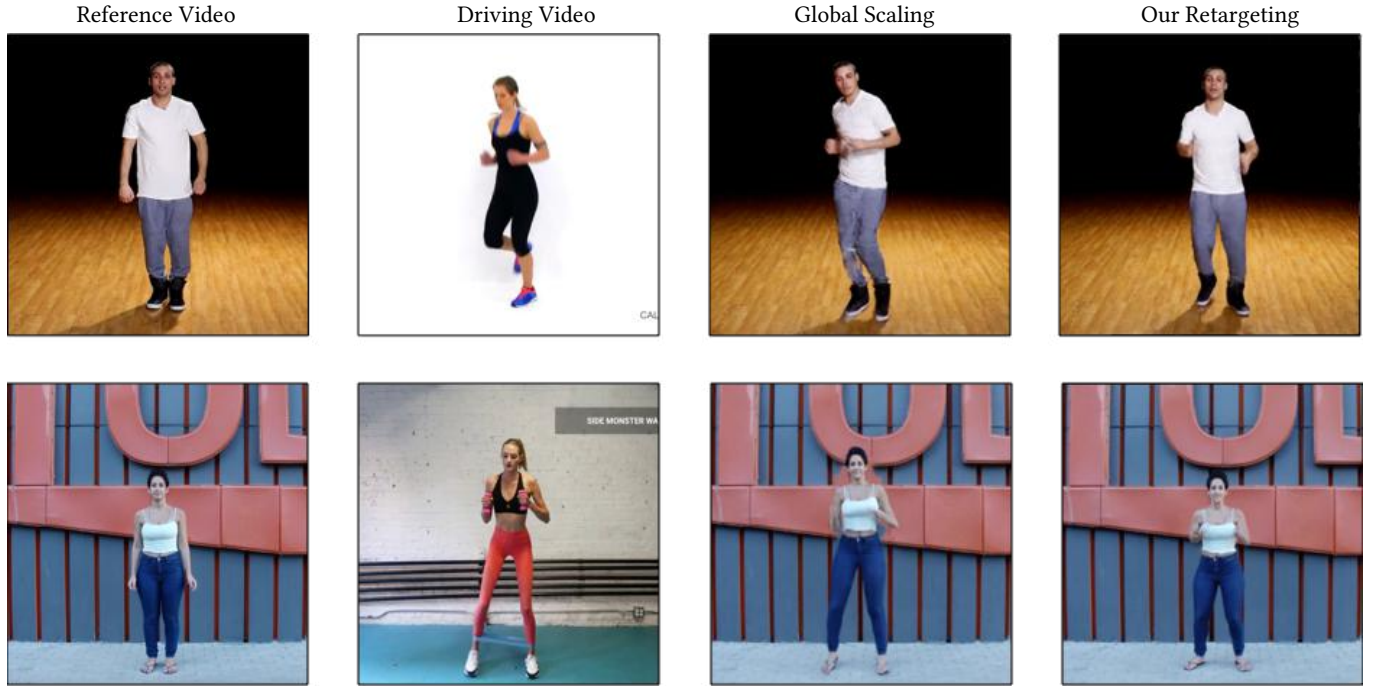 Reference Video
Driving Video
Global Scaling
Our Retargeting
CAL
SIDE MONSTER WA